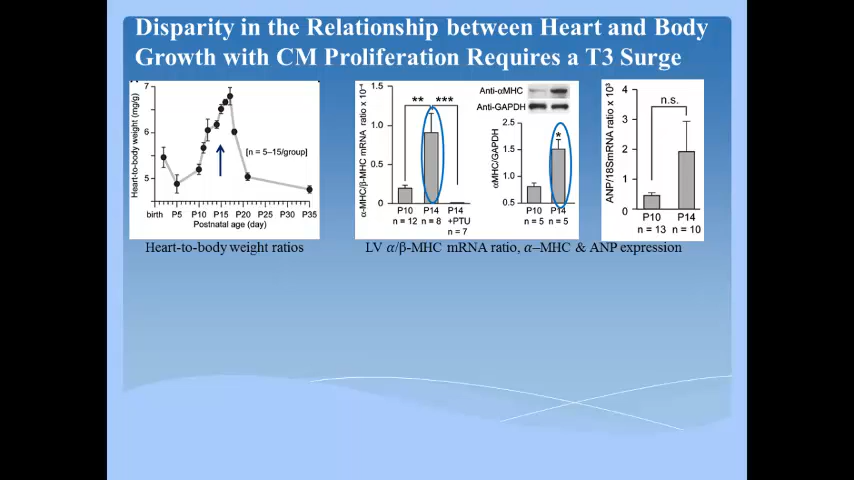 Disparity in the Relationship between Heart and Body
Growth with CM Proliferation Requires a T3 Surge
Heart-to-body weight (mg/g)
7
6
5
[n = 5–15/group]
birth P5 P10 P15 P20 P25 P30 P35
Postnatal age (day)
Heart-to-body weight ratios
α-MHC/β-MHC mRNA ratio x 10⁻¹
1.5
1.0
0.5
0
** ***
P10 P14 P14
n = 12 n = 8 +PTU
n = 7
Anti-αMHC
Anti-GAPDH
αMHC/GAPDH
2.5
2.0
1.5
1.0
0.5
*
P10 P14
n = 5 n = 5
LV α/β-MHC mRNA ratio, α–MHC & ANP expression
ANP/18SmRNA ratio x 10³
4
3
2
1
0
n.s.
P10 P14
n = 13 n = 10